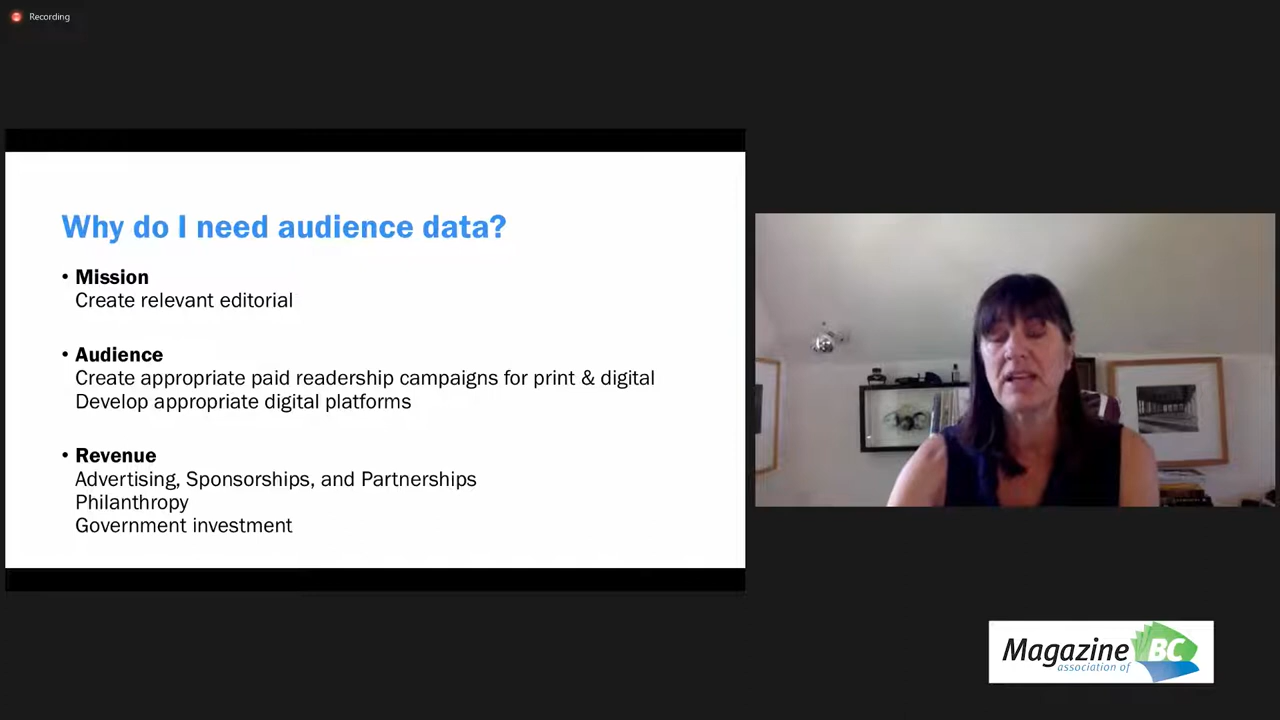 Recording
Why do I need audience data?
• Mission
Create relevant editorial
• Audience
Create appropriate paid readership campaigns for print & digital
Develop appropriate digital platforms
• Revenue
Advertising, Sponsorships, and Partnerships
Philanthropy
Government investment
Magazine BC
association of